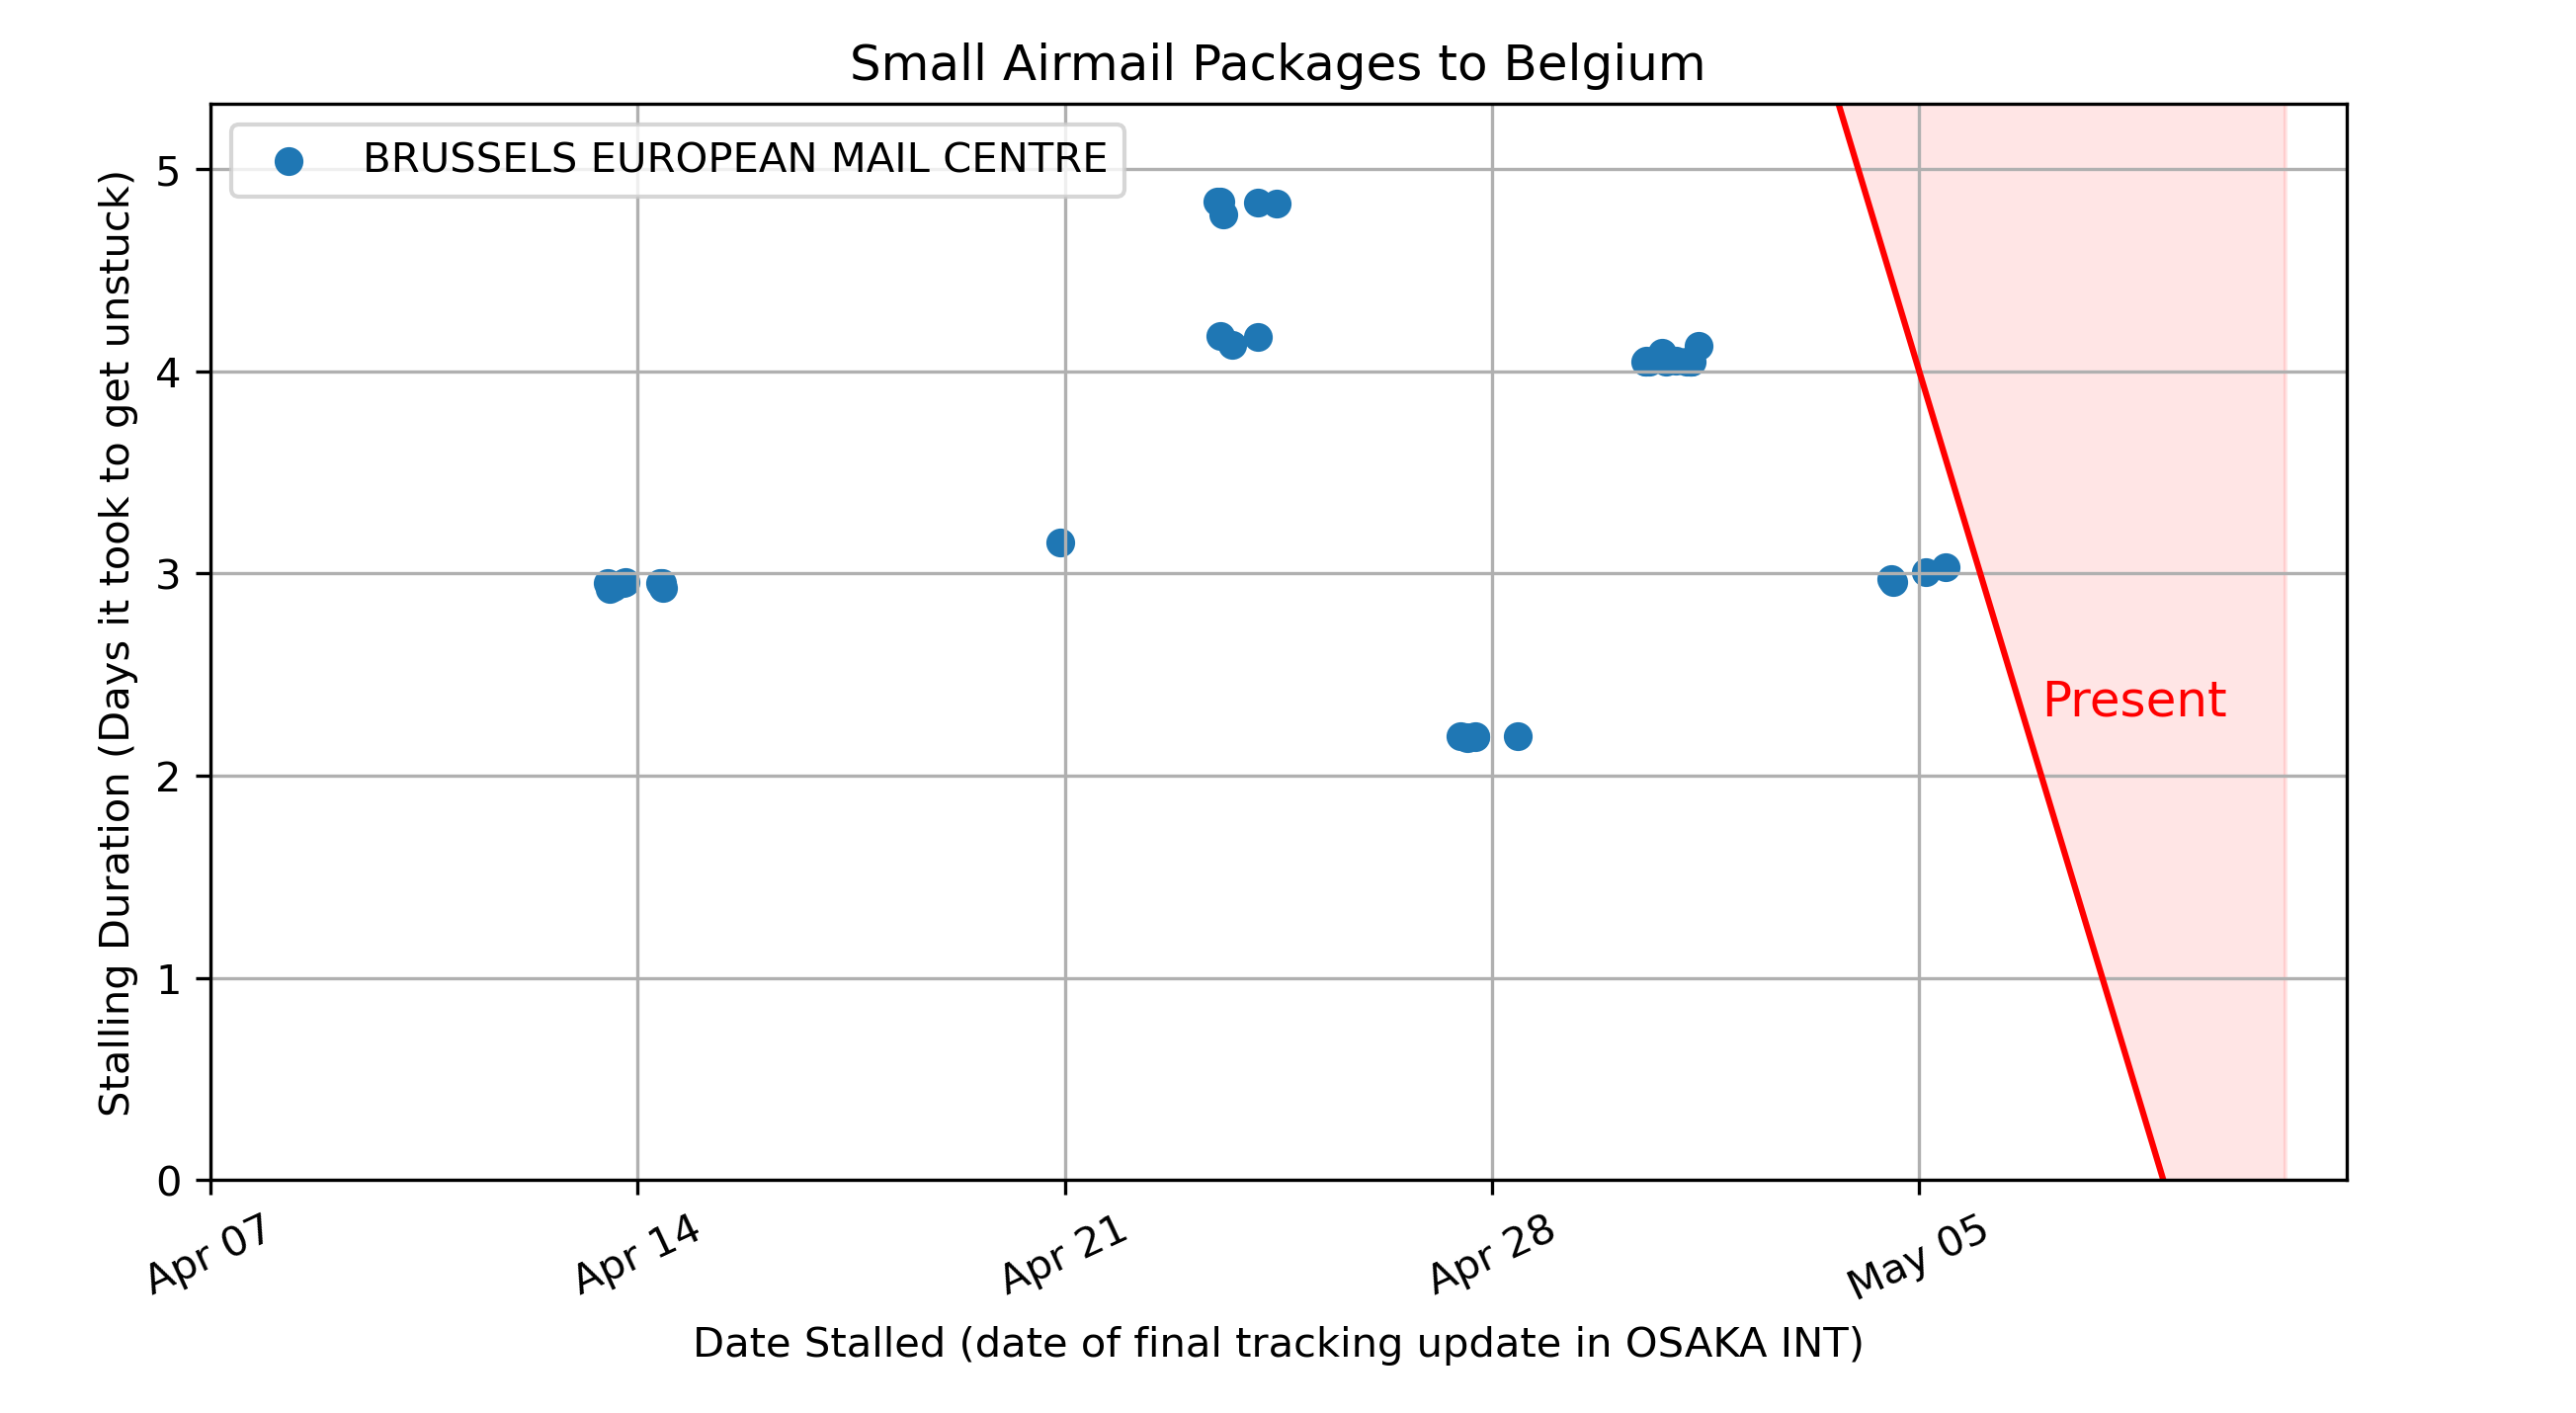 Small Airmail Packages to Belgium
BRUSSELS EUROPEAN MAIL CENTRE
Stalling Duration (Days it took to get unstuck)
5
4
3
2
1
0
Present
Apr 07
Apr 14
Apr 21
Apr 28
May 05
Date Stalled (date of final tracking update in OSAKA INT)